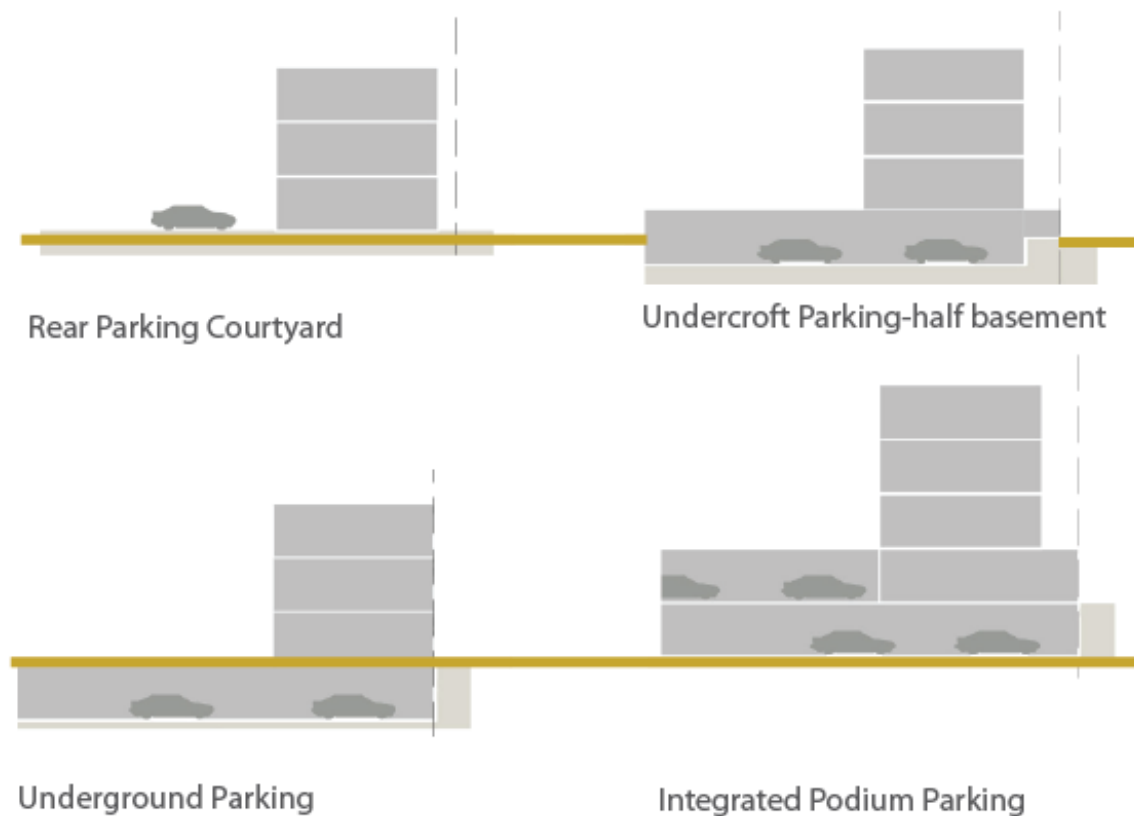 Rear Parking Courtyard
Undercroft Parking-half basement
Underground Parking
Integrated Podium Parking